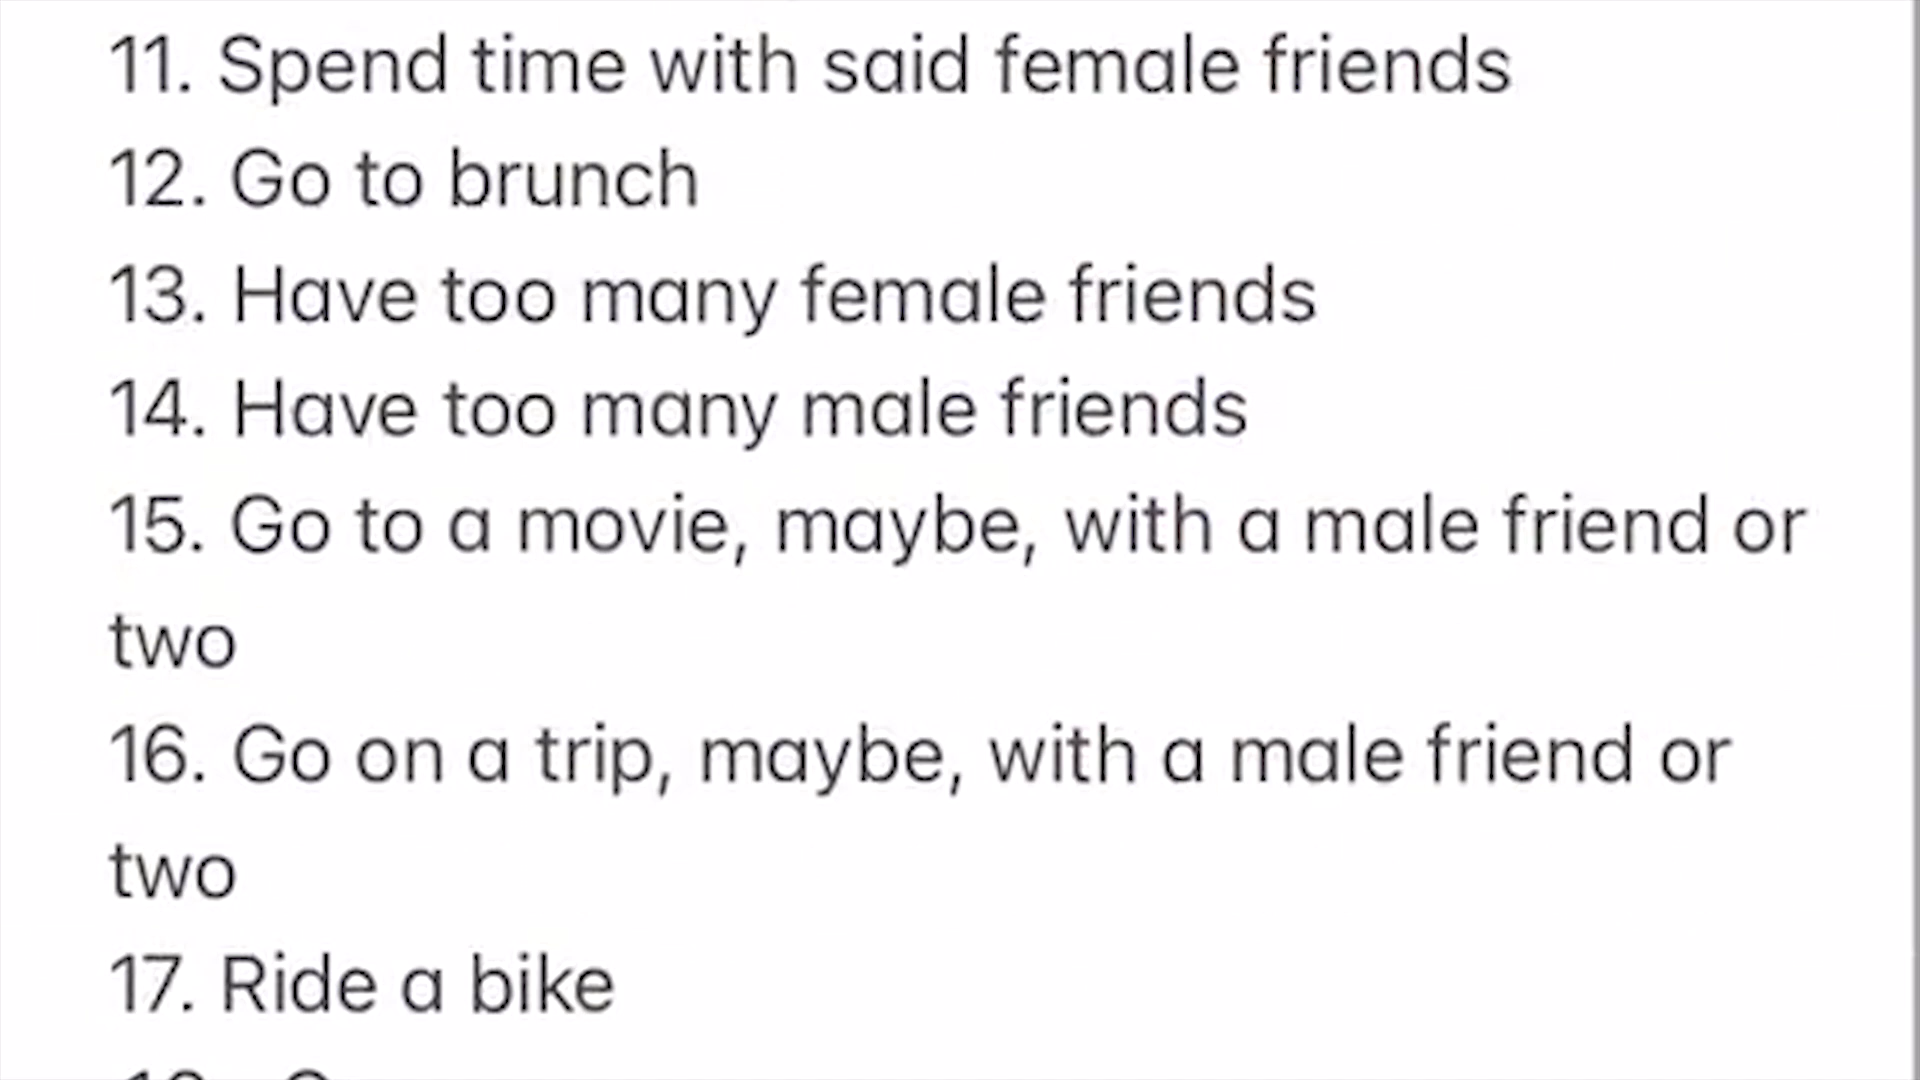 11. Spend time with said female friends
12. Go to brunch
13. Have too many female friends
14. Have too many male friends
15. Go to a movie, maybe, with a male friend or
two
16. Go on a trip, maybe, with a male friend or
two
17. Ride a bike